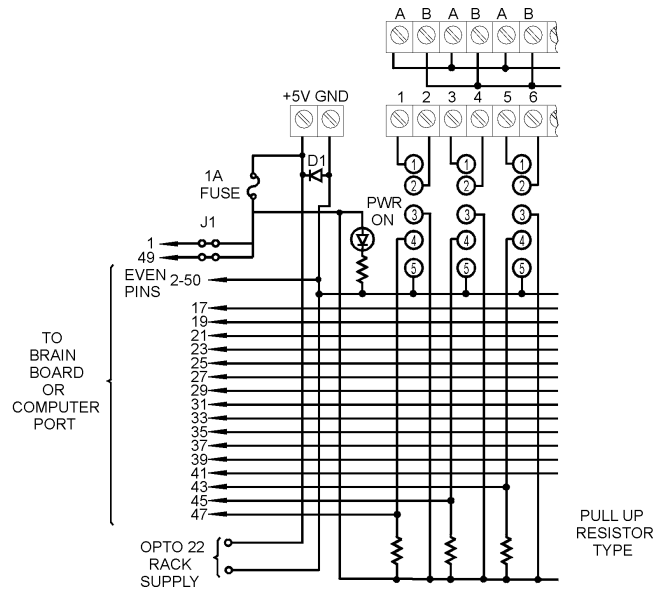 A B A B A B
+5V GND
1 2 3 4 5 6
D1
1A
FUSE
PWR
ON
J1
1 1 1
2 2 2
3 3 3
4 4 4
5 5 5
1
49
EVEN
PINS
2-50
17
19
21
23
25
27
29
31
33
35
37
39
41
43
45
47
TO
BRAIN
BOARD
OR
COMPUTER
PORT
OPTO 22
RACK
SUPPLY
PULL UP
RESISTOR
TYPE